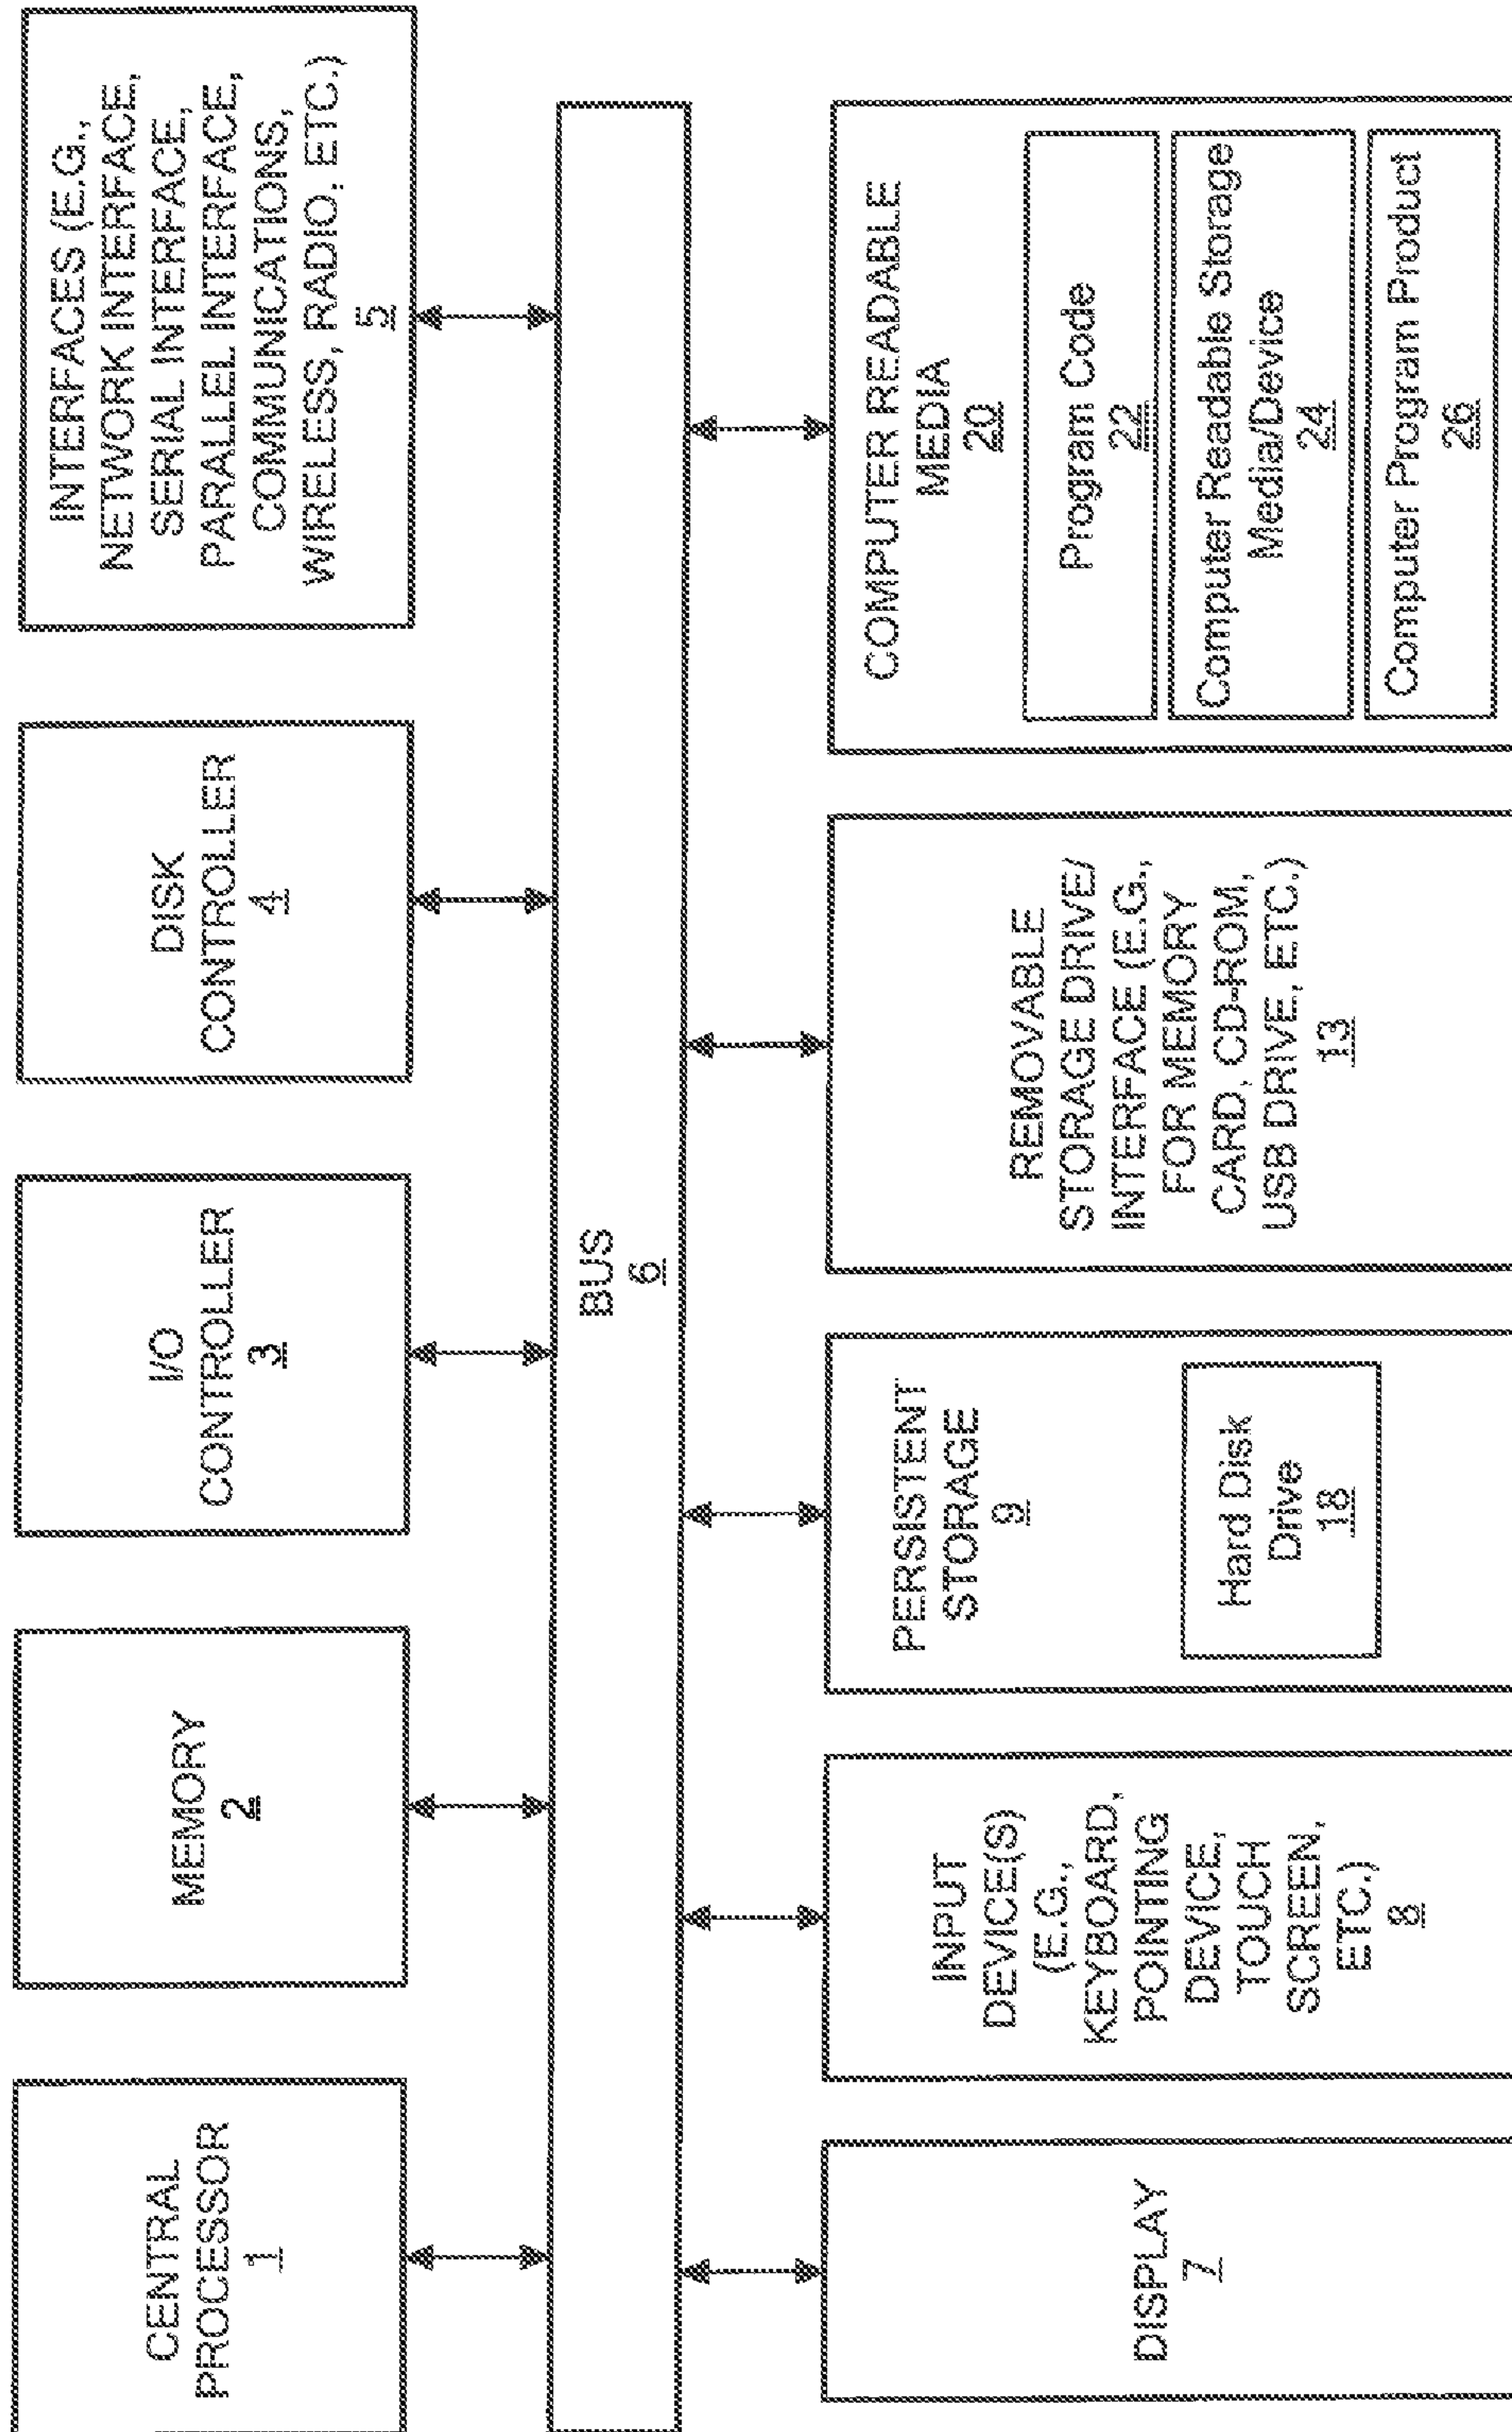 CENTRAL
PROCESSOR
1
MEMORY
2
I/O
CONTROLLER
3
DISK
CONTROLLER
4
INTERFACES (E.G.,
NETWORK INTERFACE,
SERIAL INTERFACE,
PARALLEL INTERFACE,
COMMUNICATIONS,
WIRELESS, RADIO, ETC.)
5
BUS
6
DISPLAY
7
INPUT
DEVICE(S)
(E.G.,
KEYBOARD,
POINTING
DEVICE,
TOUCH
SCREEN,
ETC.)
8
PERSISTENT
STORAGE
9
Hard Disk
Drive
18
REMOVABLE
STORAGE DRIVE/
INTERFACE (E.G.,
FOR MEMORY
CARD, CD-ROM,
USB DRIVE, ETC.)
13
COMPUTER READABLE
MEDIA
20
Program Code
22
Computer Readable Storage
Media/Device
24
Computer Program Product
26